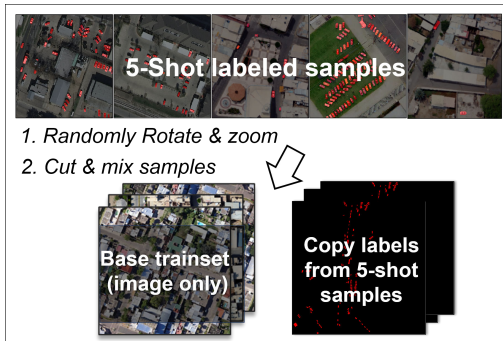 5-Shot labeled samples
1. Randomly Rotate & zoom
2. Cut & mix samples
Base trainset
(image only)
Copy labels
from 5-shot
samples